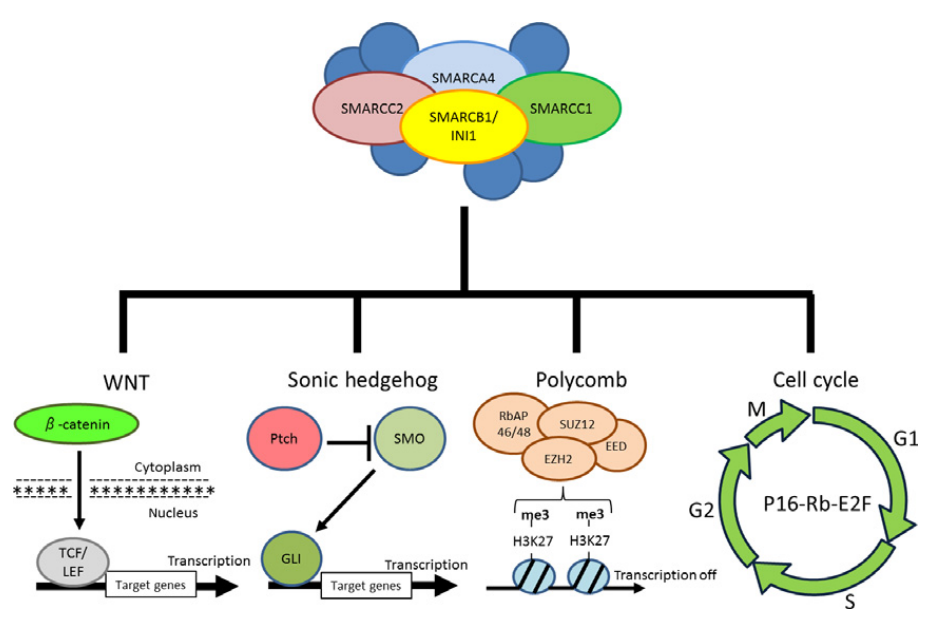 SMARCA4
SMARCC2
SMARCC1
SMARCB1/
INI1
WNT
β-catenin
Cytoplasm
*****
***********
Nucleus
TCF/
LEF
Transcription
Target genes
Sonic hedgehog
Ptch
SMO
GLI
Transcription
Target genes
Polycomb
RbAP
46/48
SUZ12
EED
EZH2
me3
me3
H3K27
H3K27
Transcription off
Cell cycle
M
G1
G2
P16-Rb-E2F
S